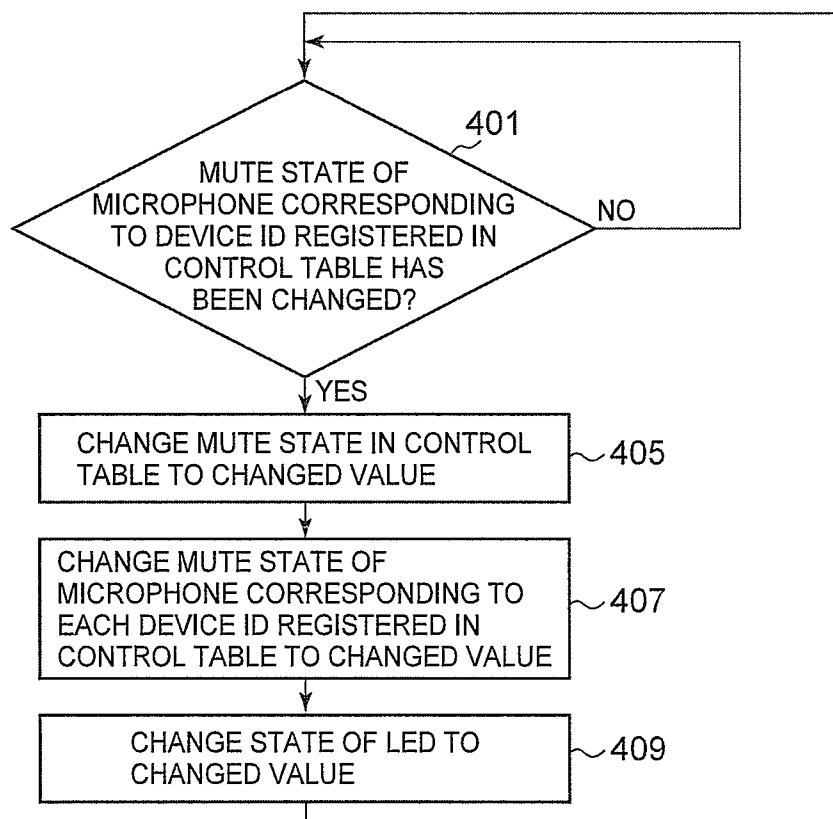 401
MUTE STATE OF
MICROPHONE CORRESPONDING
TO DEVICE ID REGISTERED IN
CONTROL TABLE HAS
BEEN CHANGED?
NO
YES
CHANGE MUTE STATE IN CONTROL
TABLE TO CHANGED VALUE
405
CHANGE MUTE STATE OF
MICROPHONE CORRESPONDING TO
EACH DEVICE ID REGISTERED IN
CONTROL TABLE TO CHANGED VALUE
407
CHANGE STATE OF LED TO
CHANGED VALUE
409